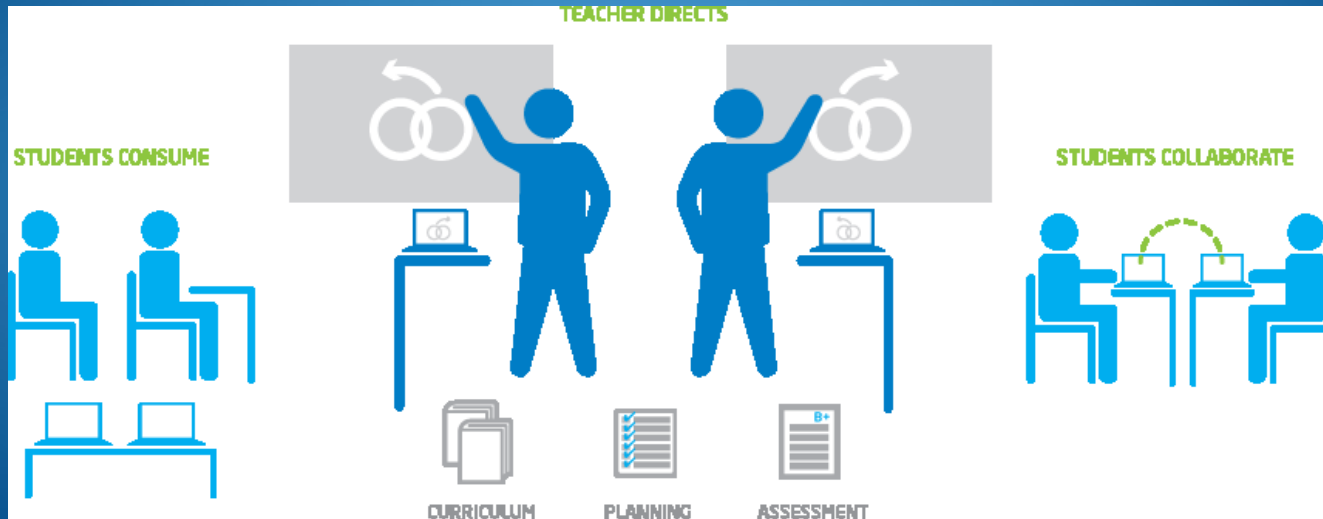 TEACHER DIRECTS
STUDENTS CONSUME
STUDENTS COLLABORATE
B+
CURRICULUM
PLANNING
ASSESSMENT